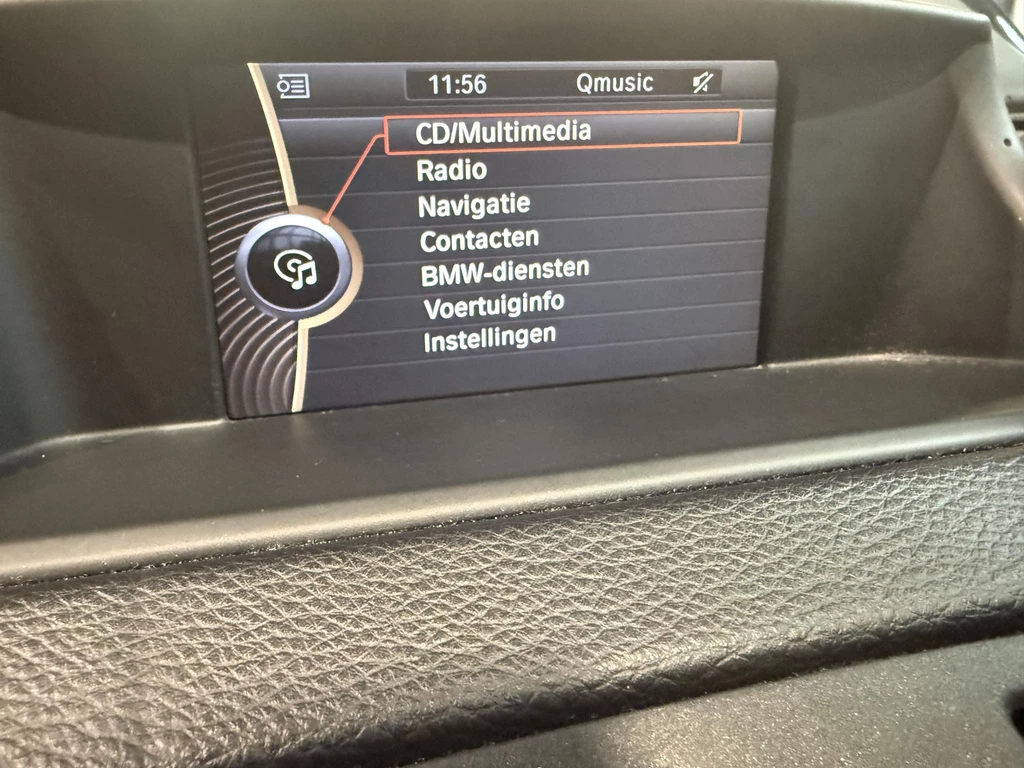 11:56 Qmusic
CD/Multimedia
Radio
Navigatie
Contacten
BMW-diensten
Voertuiginfo
Instellingen